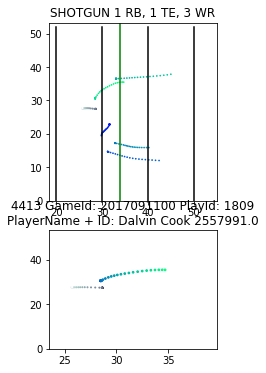 SHOTGUN 1 RB, 1 TE, 3 WR
50
40
30
20
10
0
20 30 40 50
4413 GameId: 2017091100 PlayId: 1809
PlayerName + ID: Dalvin Cook 2557991.0
40
20
0
25 30 35